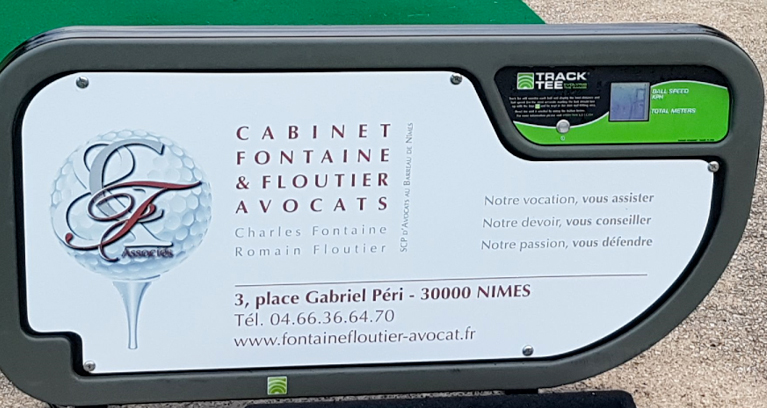 CABINET
FONTAINE
& FLOUTIER
AVOCATS
Charles Fontaine
Romain Floutier
SCP d'Avocats au Barreau de Nîmes
Associés
TRACK
TEE
BALL SPEED
KPH
TOTAL METERS
Notre vocation, vous assister
Notre devoir, vous conseiller
Notre passion, vous défendre
3, place Gabriel Péri - 30000 NIMES
Tél. 04.66.36.64.70
www.fontainefloutier-avocat.fr